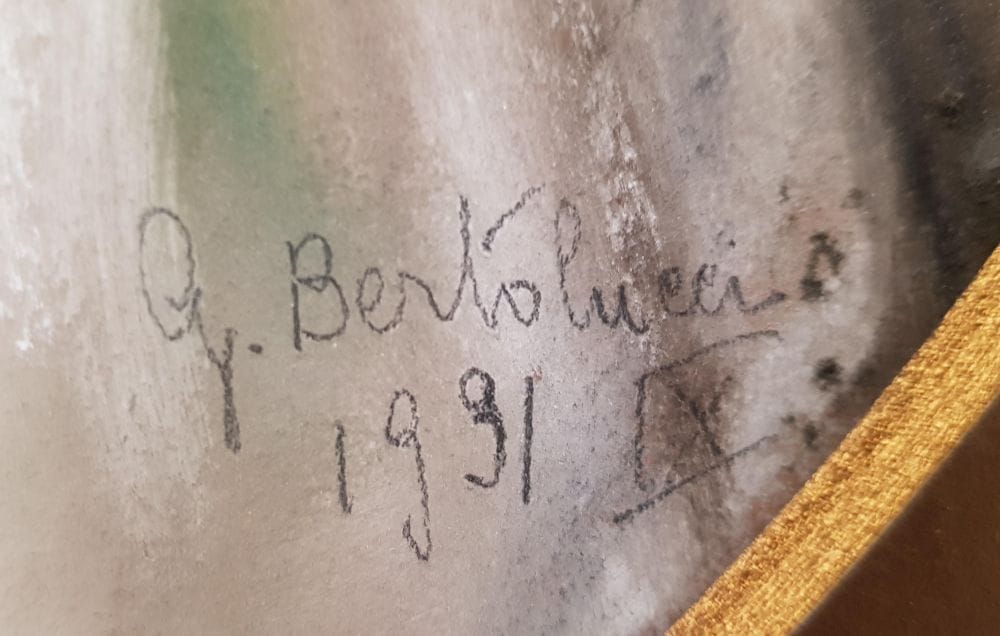 G. Bertolucci
1931 IX